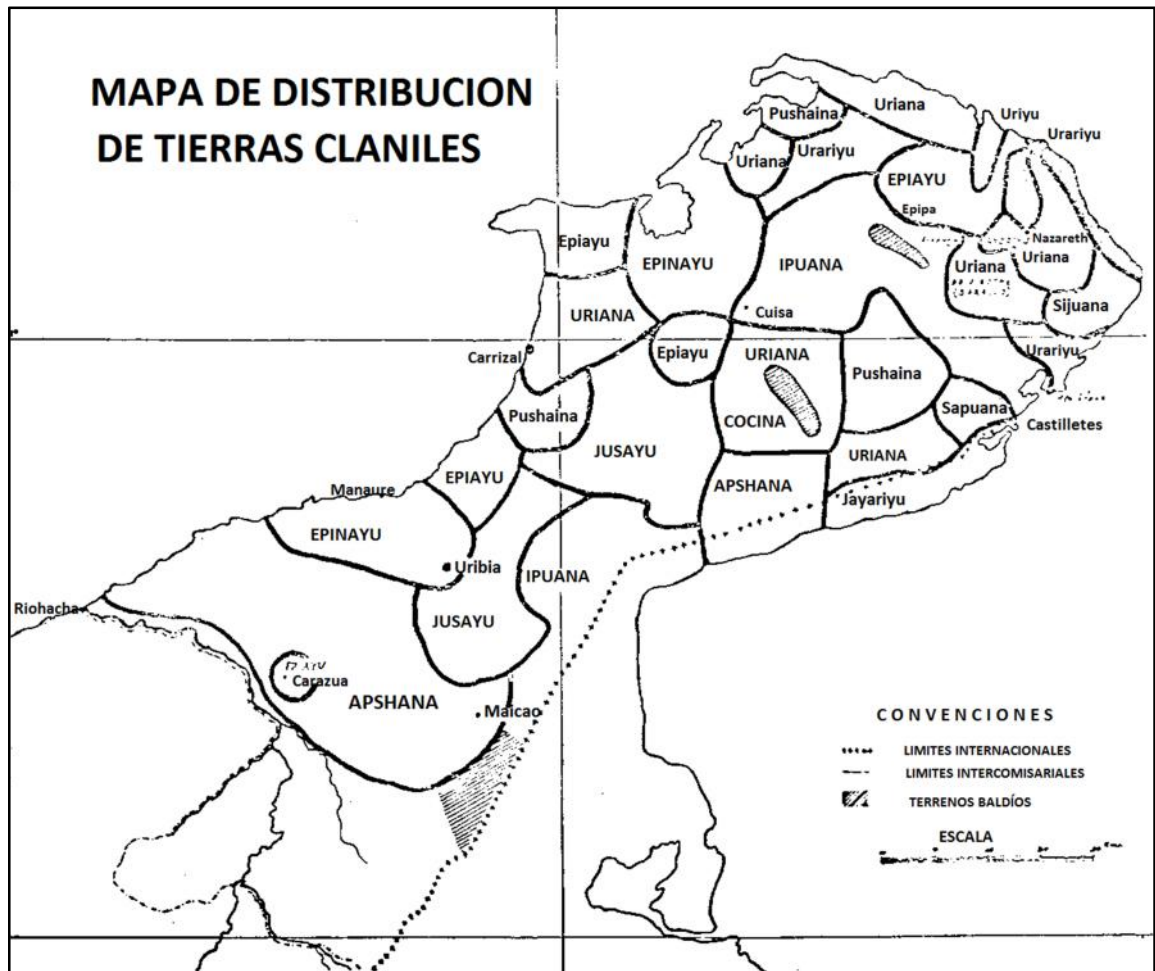 MAPA DE DISTRIBUCION
DE TIERRAS CLANILES
Uriana
Pushaina
Uriyu
Urariyu
Uriana
Urariyu
EPIAYU
Epipa
Nazareth
Epiayu
EPINAYU
IPUANA
Uriana
Uriana
URIANA
Cuisa
Sijuana
Carrizal
Epiayu
URIANA
Pushaina
Urariyu
Pushaina
COCINA
Sapuana
Castilletes
JUSAYU
URIANA
EPIAYU
APSHANA
Manaure
Jayariyu
EPINAYU
Uribia
IPUANA
Riohacha
JUSAYU
Carazua
APSHANA
Maicao
CONVENCIONES
LIMITES INTERNACIONALES
LIMITES INTERCOMISARIALES
TERRENOS BALDÍOS
ESCALA